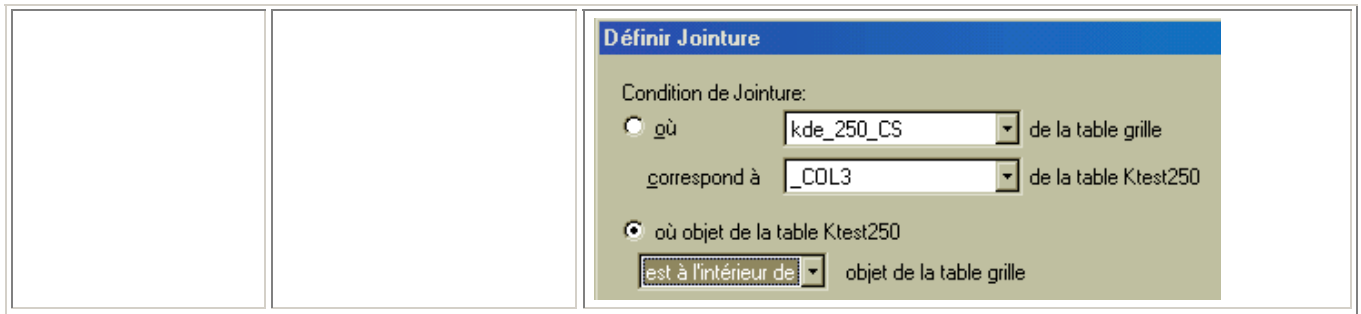 Définir Jointure
Condition de Jointure:
où kde_250_CS de la table grille
correspond à _COL3 de la table Ktest250
où objet de la table Ktest250
est à l'intérieur de objet de la table grille